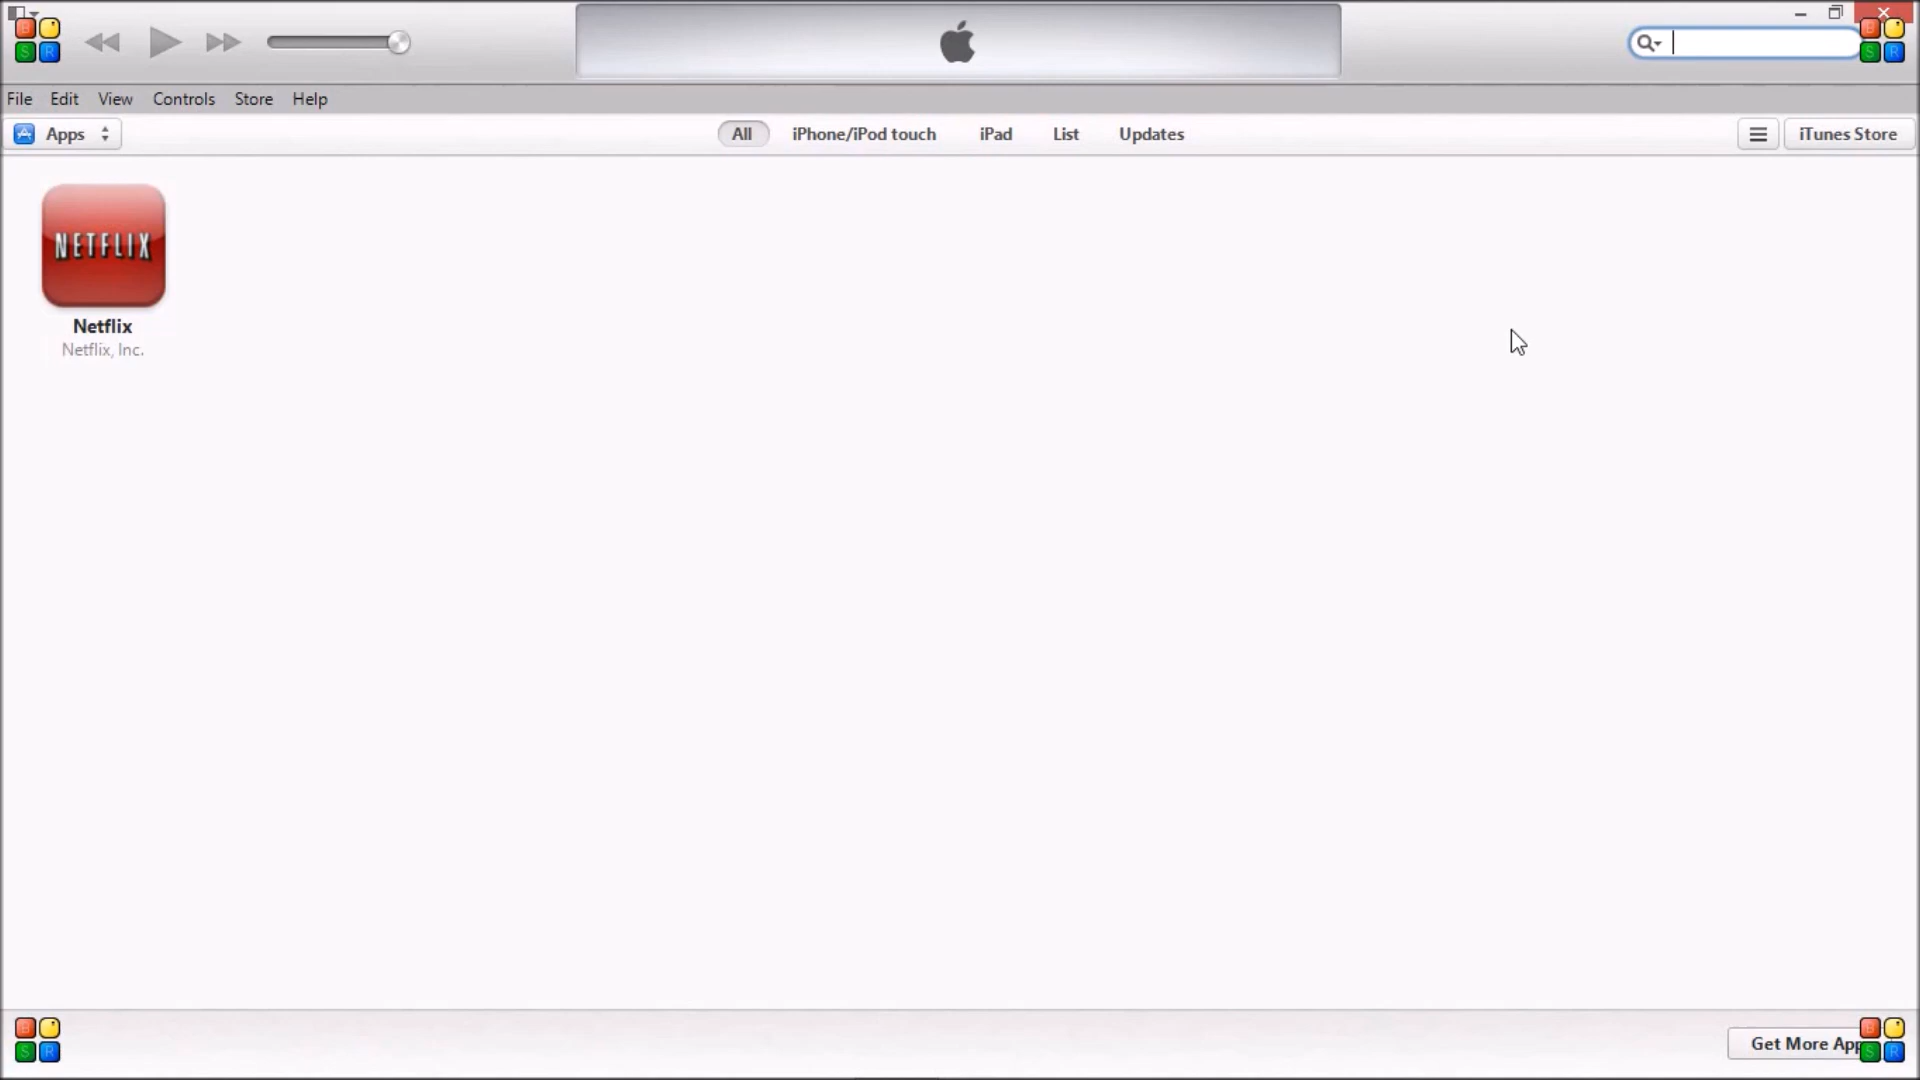 File Edit View Controls Store Help
Apps All iPhone/iPod touch iPad List Updates iTunes Store
NETFLIX
Netflix
Netflix, Inc.
Get More